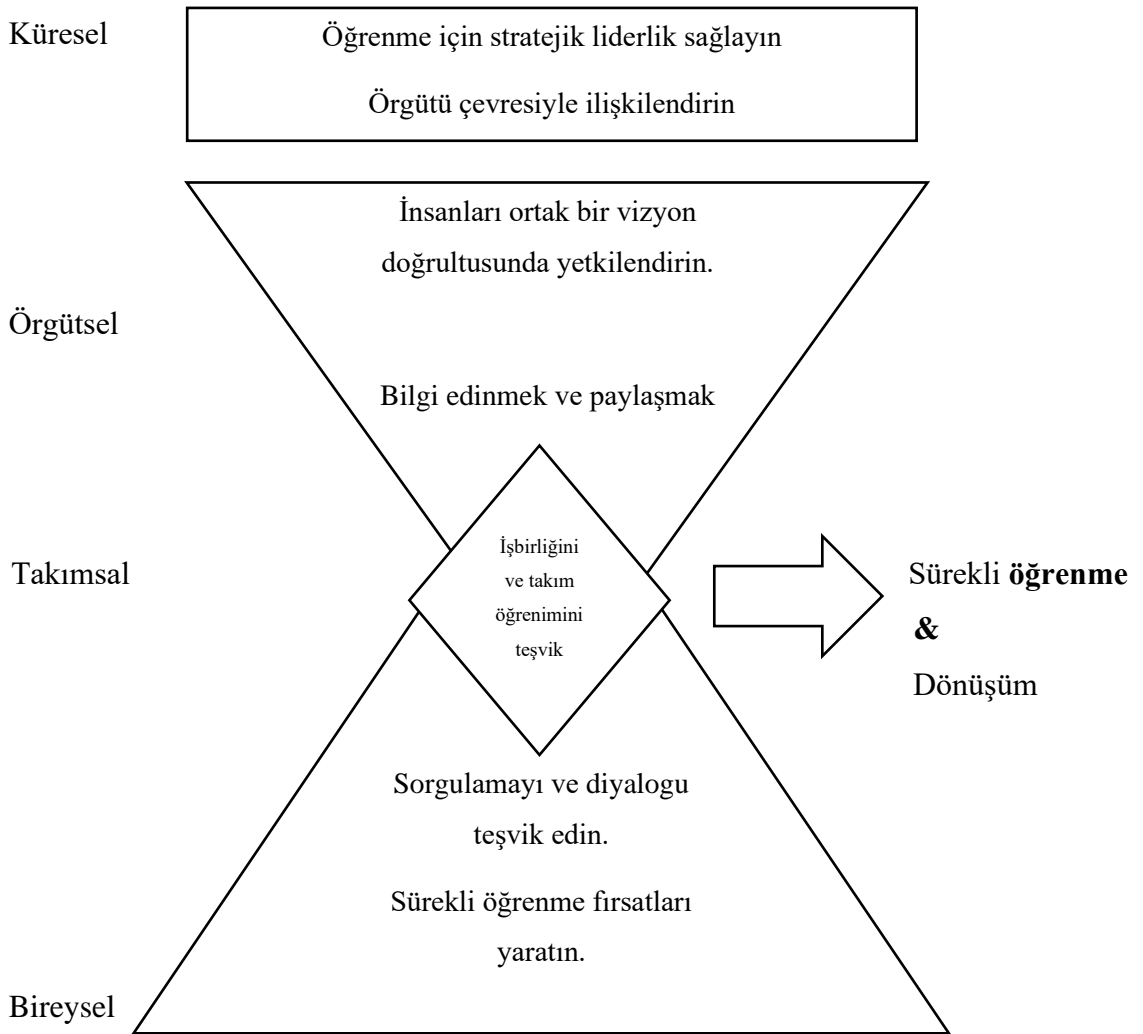 Küresel
Öğrenme için stratejik liderlik sağlayın
Örgütü çevresiyle ilişkilendirin
İnsanları ortak bir vizyon
doğrultusunda yetkilendirin.
Örgütsel
Bilgi edinmek ve paylaşmak
Takımsal
İşbirliğini
ve takım
öğrenimini
teşvik
Sürekli öğrenme
&
Dönüşüm
Sorgulamayı ve diyalogu
teşvik edin.
Sürekli öğrenme fırsatları
yaratın.
Bireysel